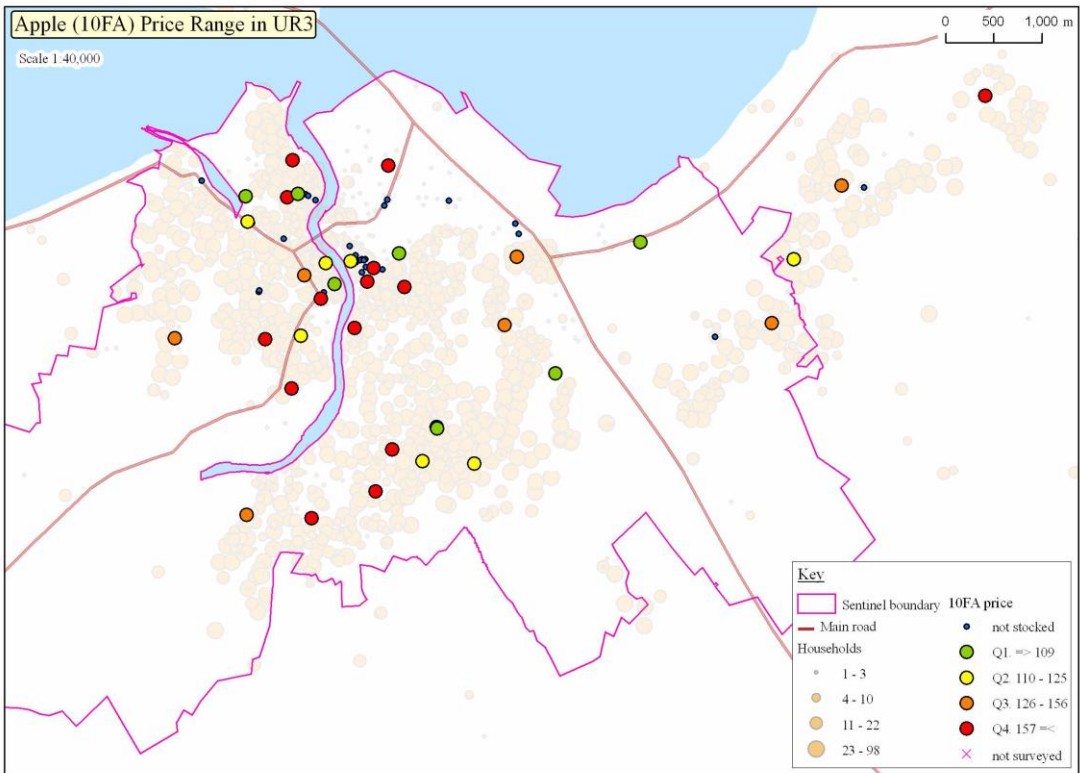 Apple (10FA) Price Range in UR3
Scale 1:40,000
0 500 1,000 m
Key
Sentinel boundary
Main road
Households
1 - 3
4 - 10
11 - 22
23 - 98
10FA price
not stocked
Q1. => 109
Q2. 110 - 125
Q3. 126 - 156
Q4. 157 =<
not surveyed